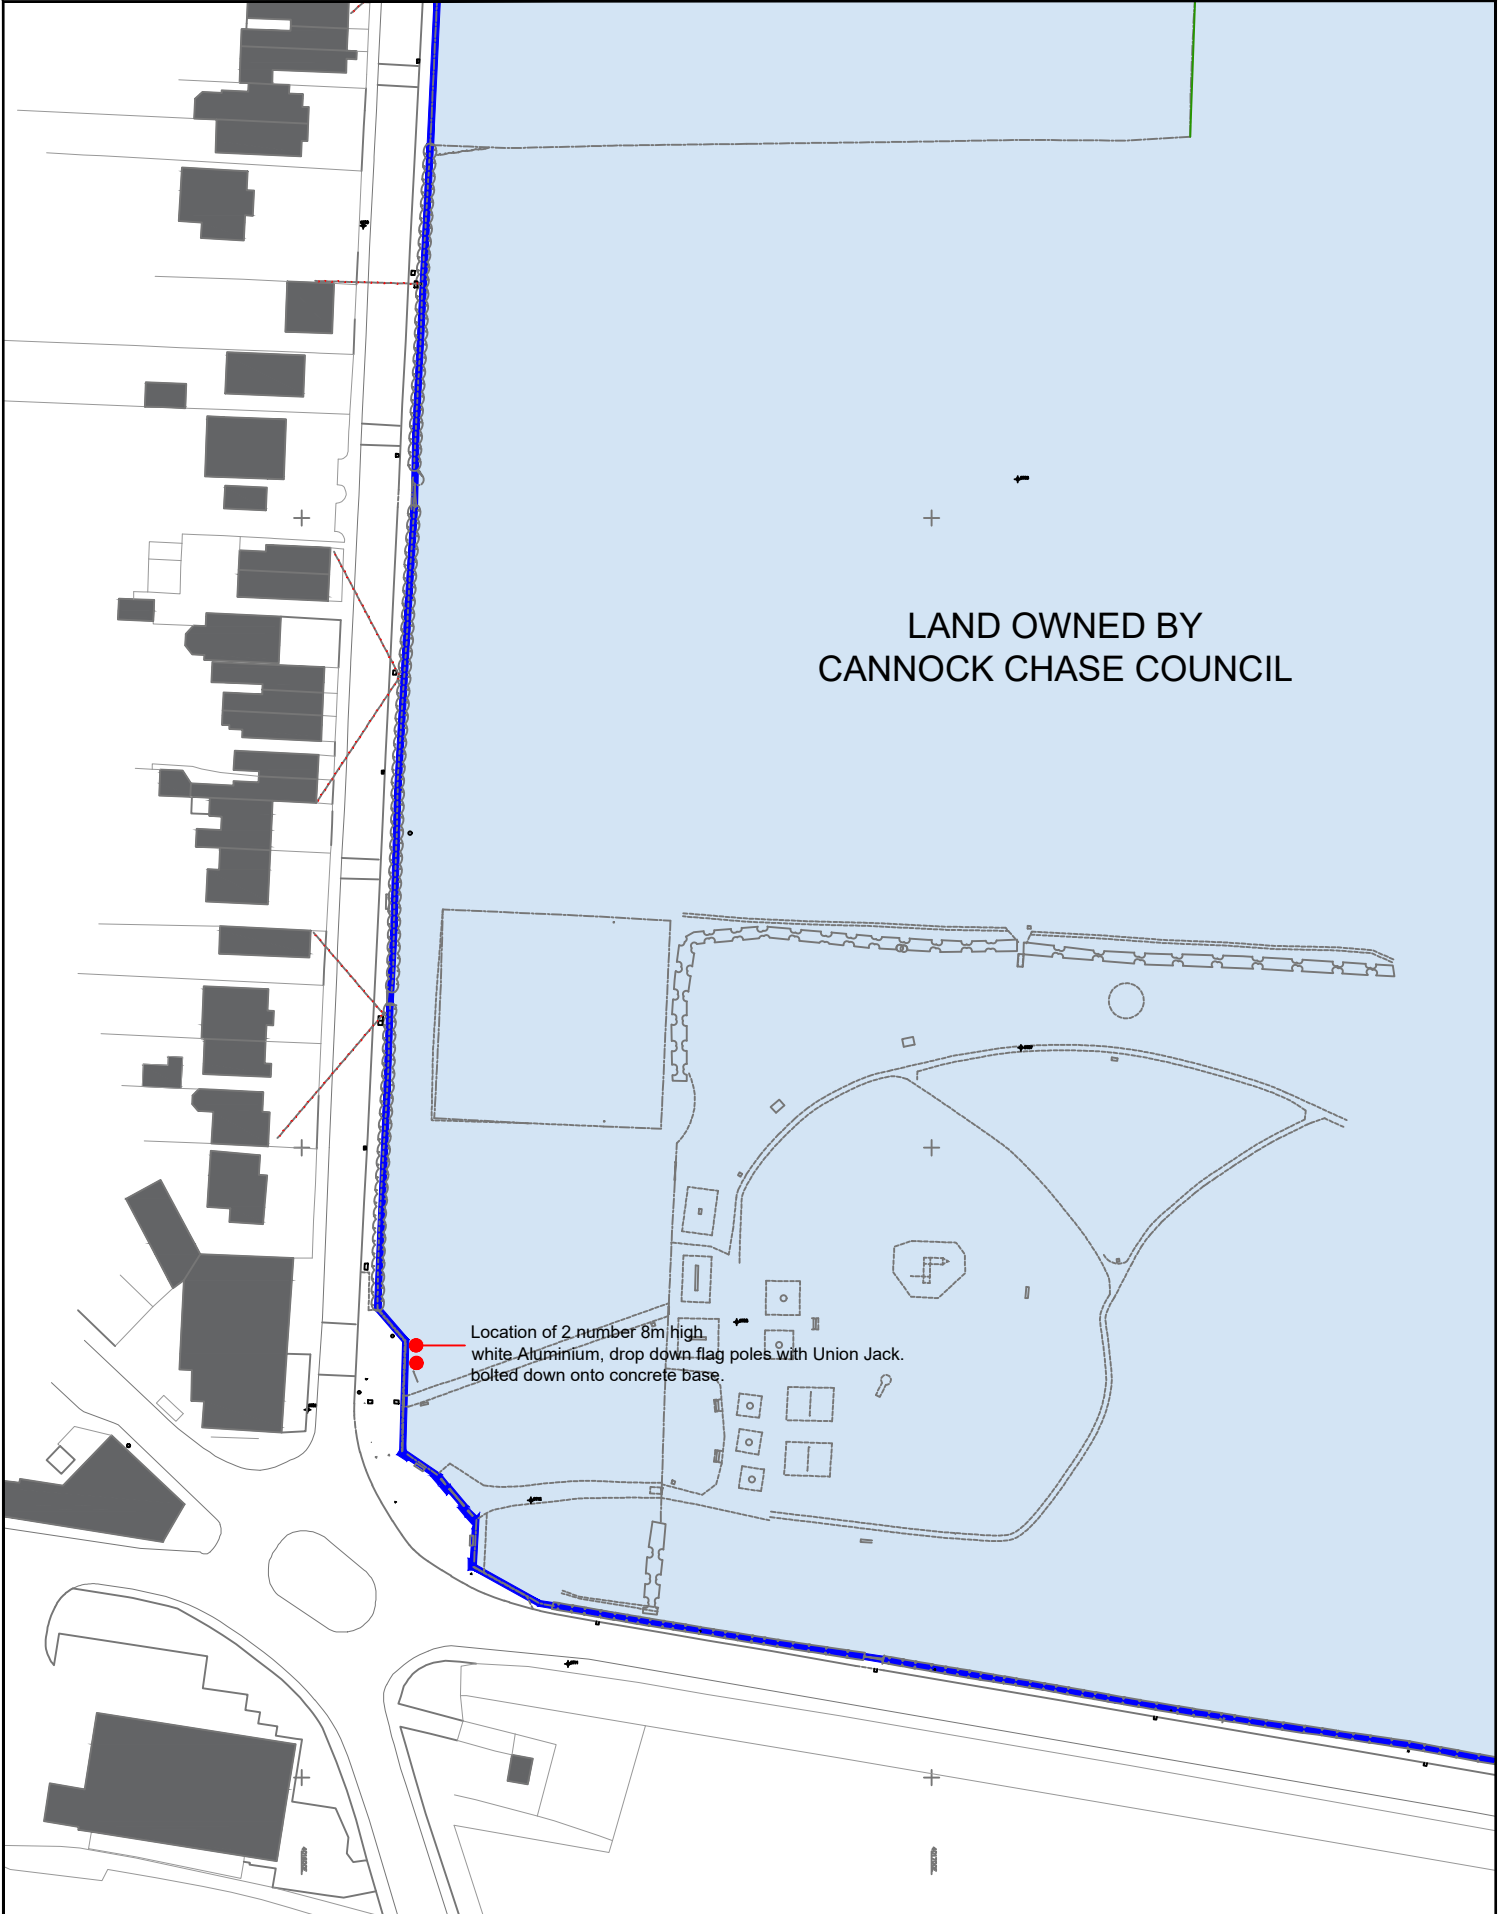 LAND OWNED BY
CANNOCK CHASE COUNCIL
Location of 2 number 8m high
white Aluminium, drop down flag poles with Union Jack.
bolted down onto concrete base.